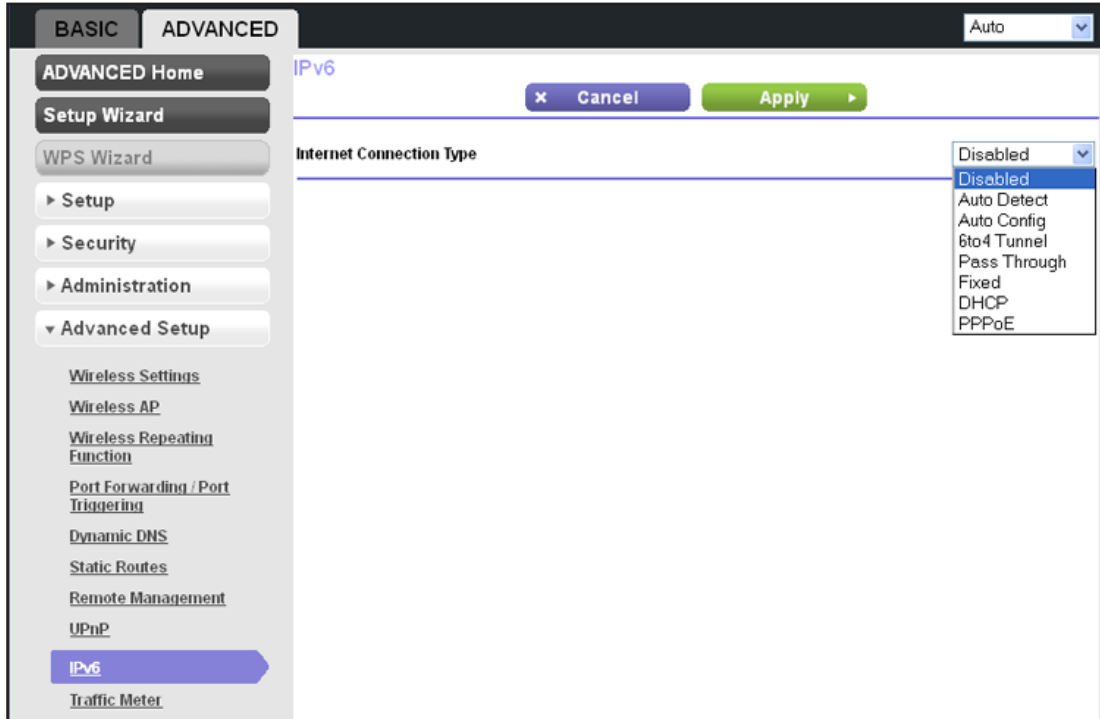 BASIC
ADVANCED
Auto
ADVANCED Home
Setup Wizard
WPS Wizard
Setup
Security
Administration
Advanced Setup
Wireless Settings
Wireless AP
Wireless Repeating
Function
Port Forwarding / Port
Triggering
Dynamic DNS
Static Routes
Remote Management
UPnP
IPv6
Traffic Meter
IPv6
Cancel
Apply
Internet Connection Type
Disabled
Disabled
Auto Detect
Auto Config
6to4 Tunnel
Pass Through
Fixed
DHCP
PPPoE